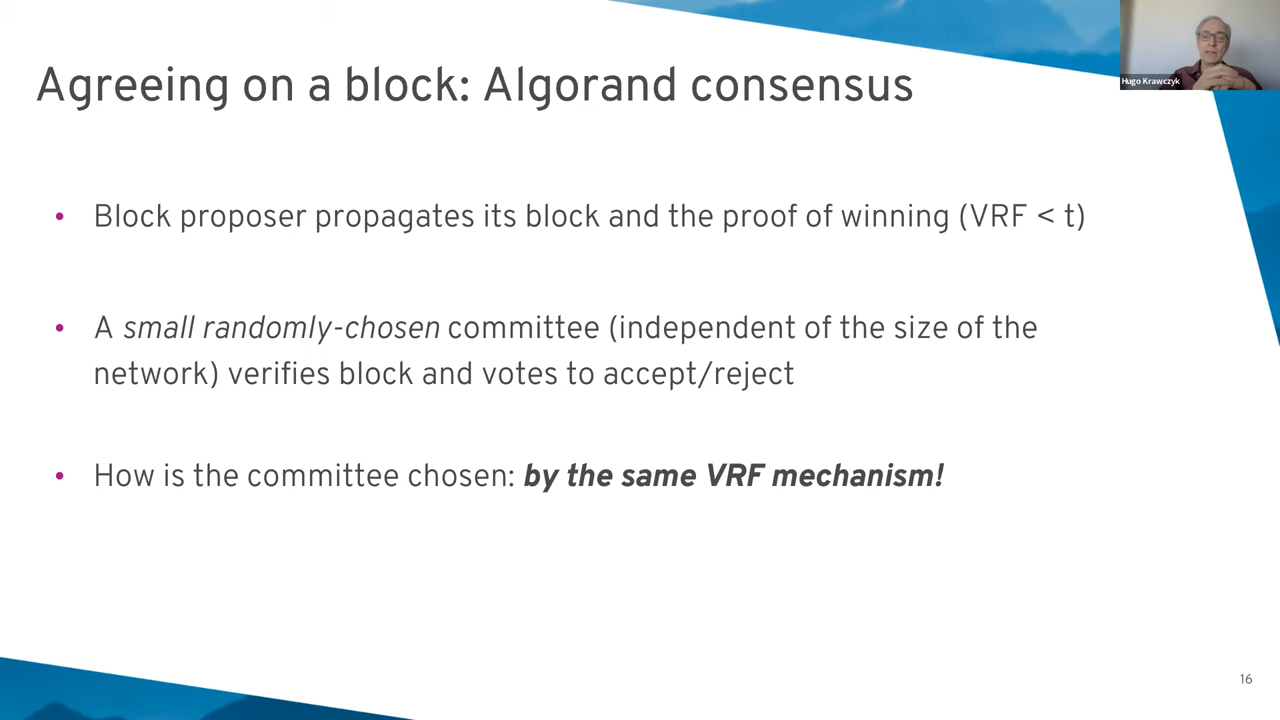 Agreeing on a block: Algorand consensus
Hugo Krawczyk
• Block proposer propagates its block and the proof of winning (VRF < t)
• A small randomly-chosen committee (independent of the size of the
network) verifies block and votes to accept/reject
• How is the committee chosen: by the same VRF mechanism!
16